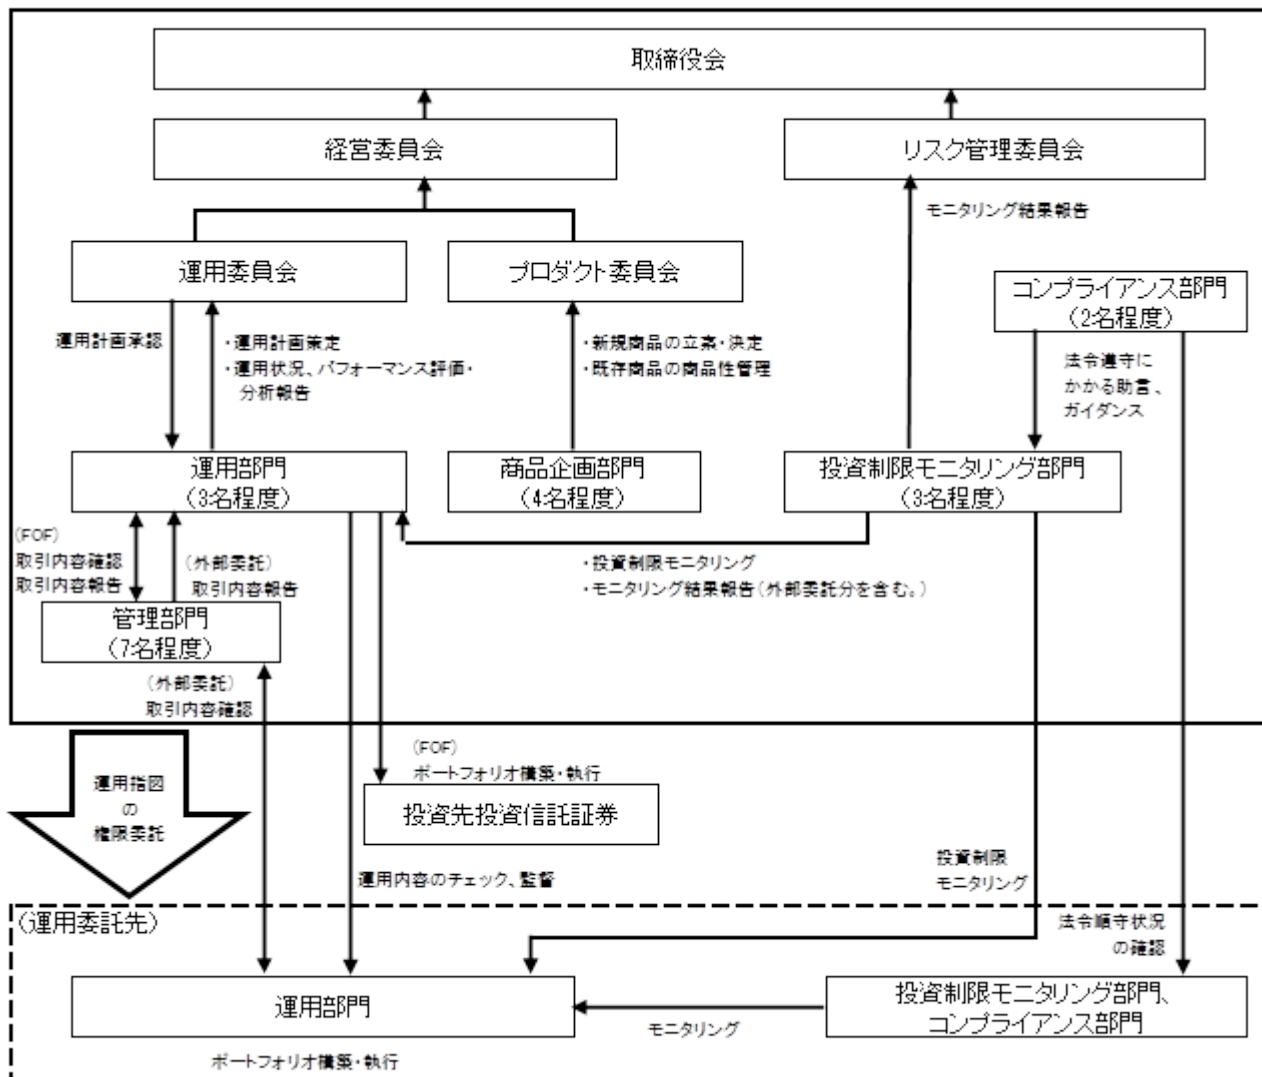 取締役会
経営委員会
リスク管理委員会
モニタリング結果報告
運用委員会
プロダクト委員会
コンプライアンス部門
(2名程度)
運用計画承認
・運用計画策定
・運用状況、パフォーマンス評価・
分析報告
・新規商品の立案・決定
・既存商品の商品性管理
法令遵守に
かかる助言、
ガイダンス
運用部門
(3名程度)
商品企画部門
(4名程度)
投資制限モニタリング部門
(3名程度)
(FOF)
取引内容確認
取引内容報告
(外部委託)
取引内容報告
・投資制限モニタリング
・モニタリング結果報告(外部委託分を含む。)
管理部門
(7名程度)
(外部委託)
取引内容確認
運用指図
の
権限委託
(FOF)
ポートフォリオ構築・執行
投資先投資信託証券
運用内容のチェック、監督
投資制限
モニタリング
(運用委託先)
法令順守状況
の確認
運用部門
モニタリング
投資制限モニタリング部門、
コンプライアンス部門
ポートフォリオ構築・執行